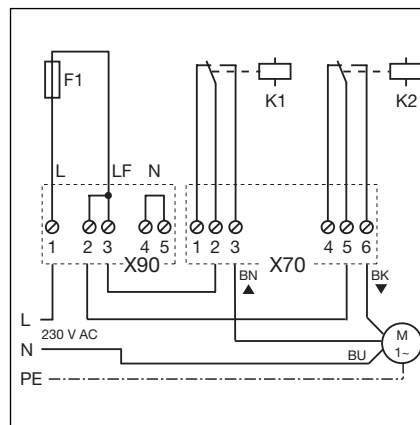 F1
K1
K2
L LF N
1 2 3 4 5 1 2 3 4 5 6
X90 X70
BN BK
L
230 V AC
N
BU
M
1~
PE